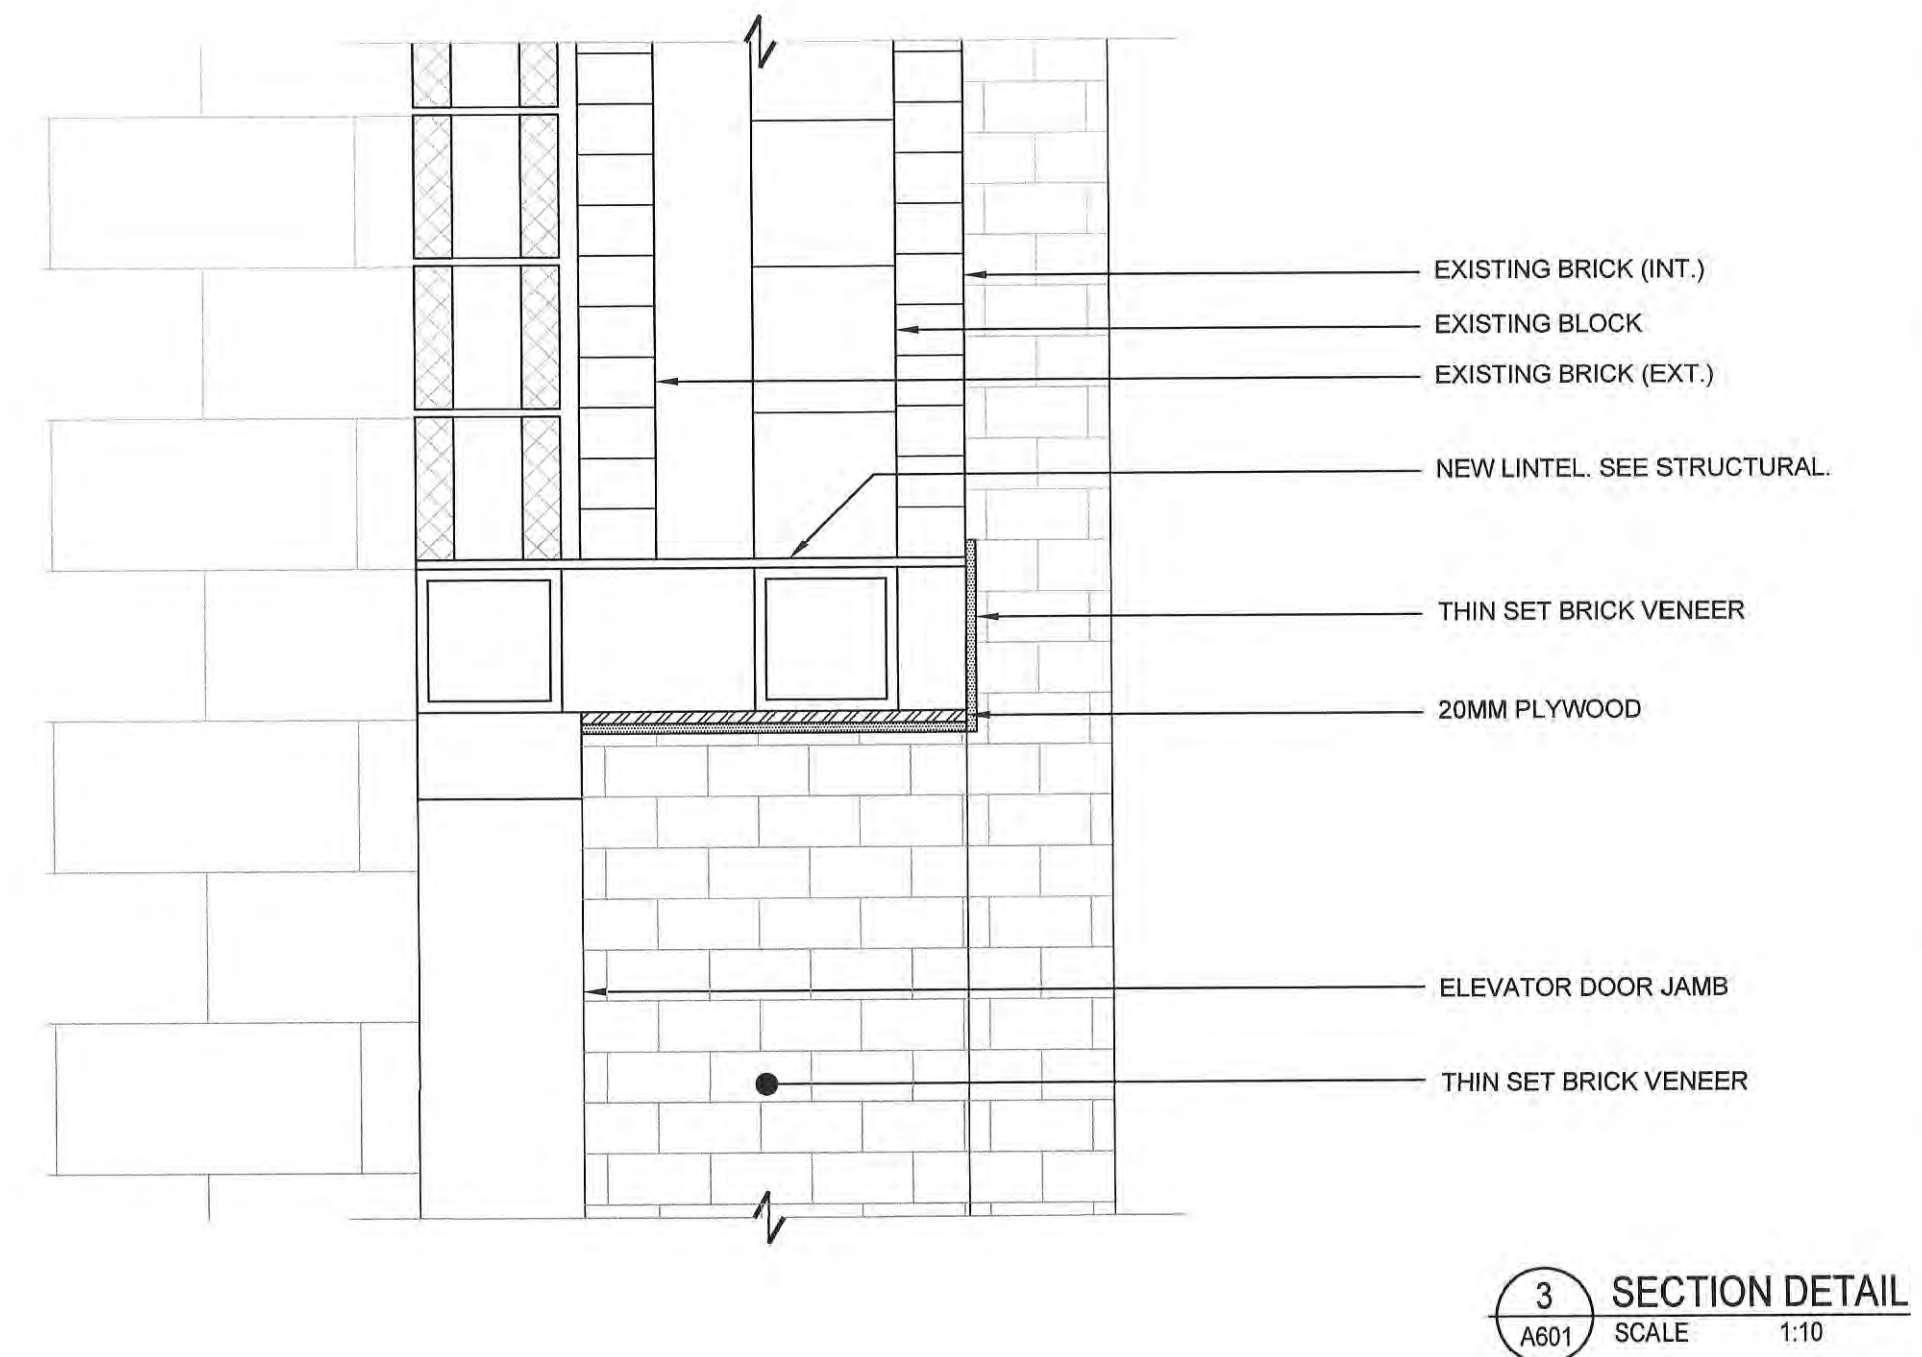 EXISTING BRICK (INT.)
EXISTING BLOCK
EXISTING BRICK (EXT.)
NEW LINTEL. SEE STRUCTURAL.
THIN SET BRICK VENEER
20MM PLYWOOD
ELEVATOR DOOR JAMB
THIN SET BRICK VENEER
3 SECTION DETAIL
A601 SCALE 1:10